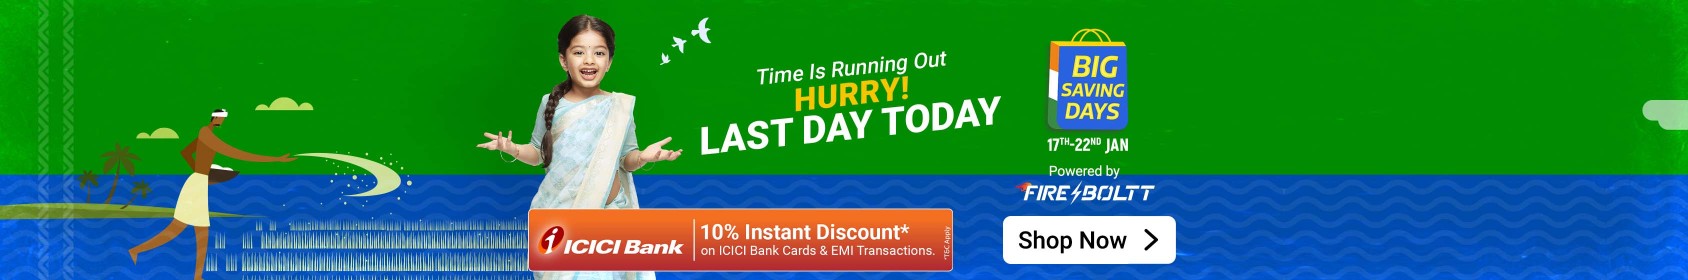 Time Is Running Out
HURRY!
LAST DAY TODAY
BIG
SAVING
DAYS
17TH-22ND JAN
Powered by
FIRE BOLTT
i ICICI Bank
10% Instant Discount*
on ICICI Bank Cards & EMI Transactions.
*T&C Apply
Shop Now